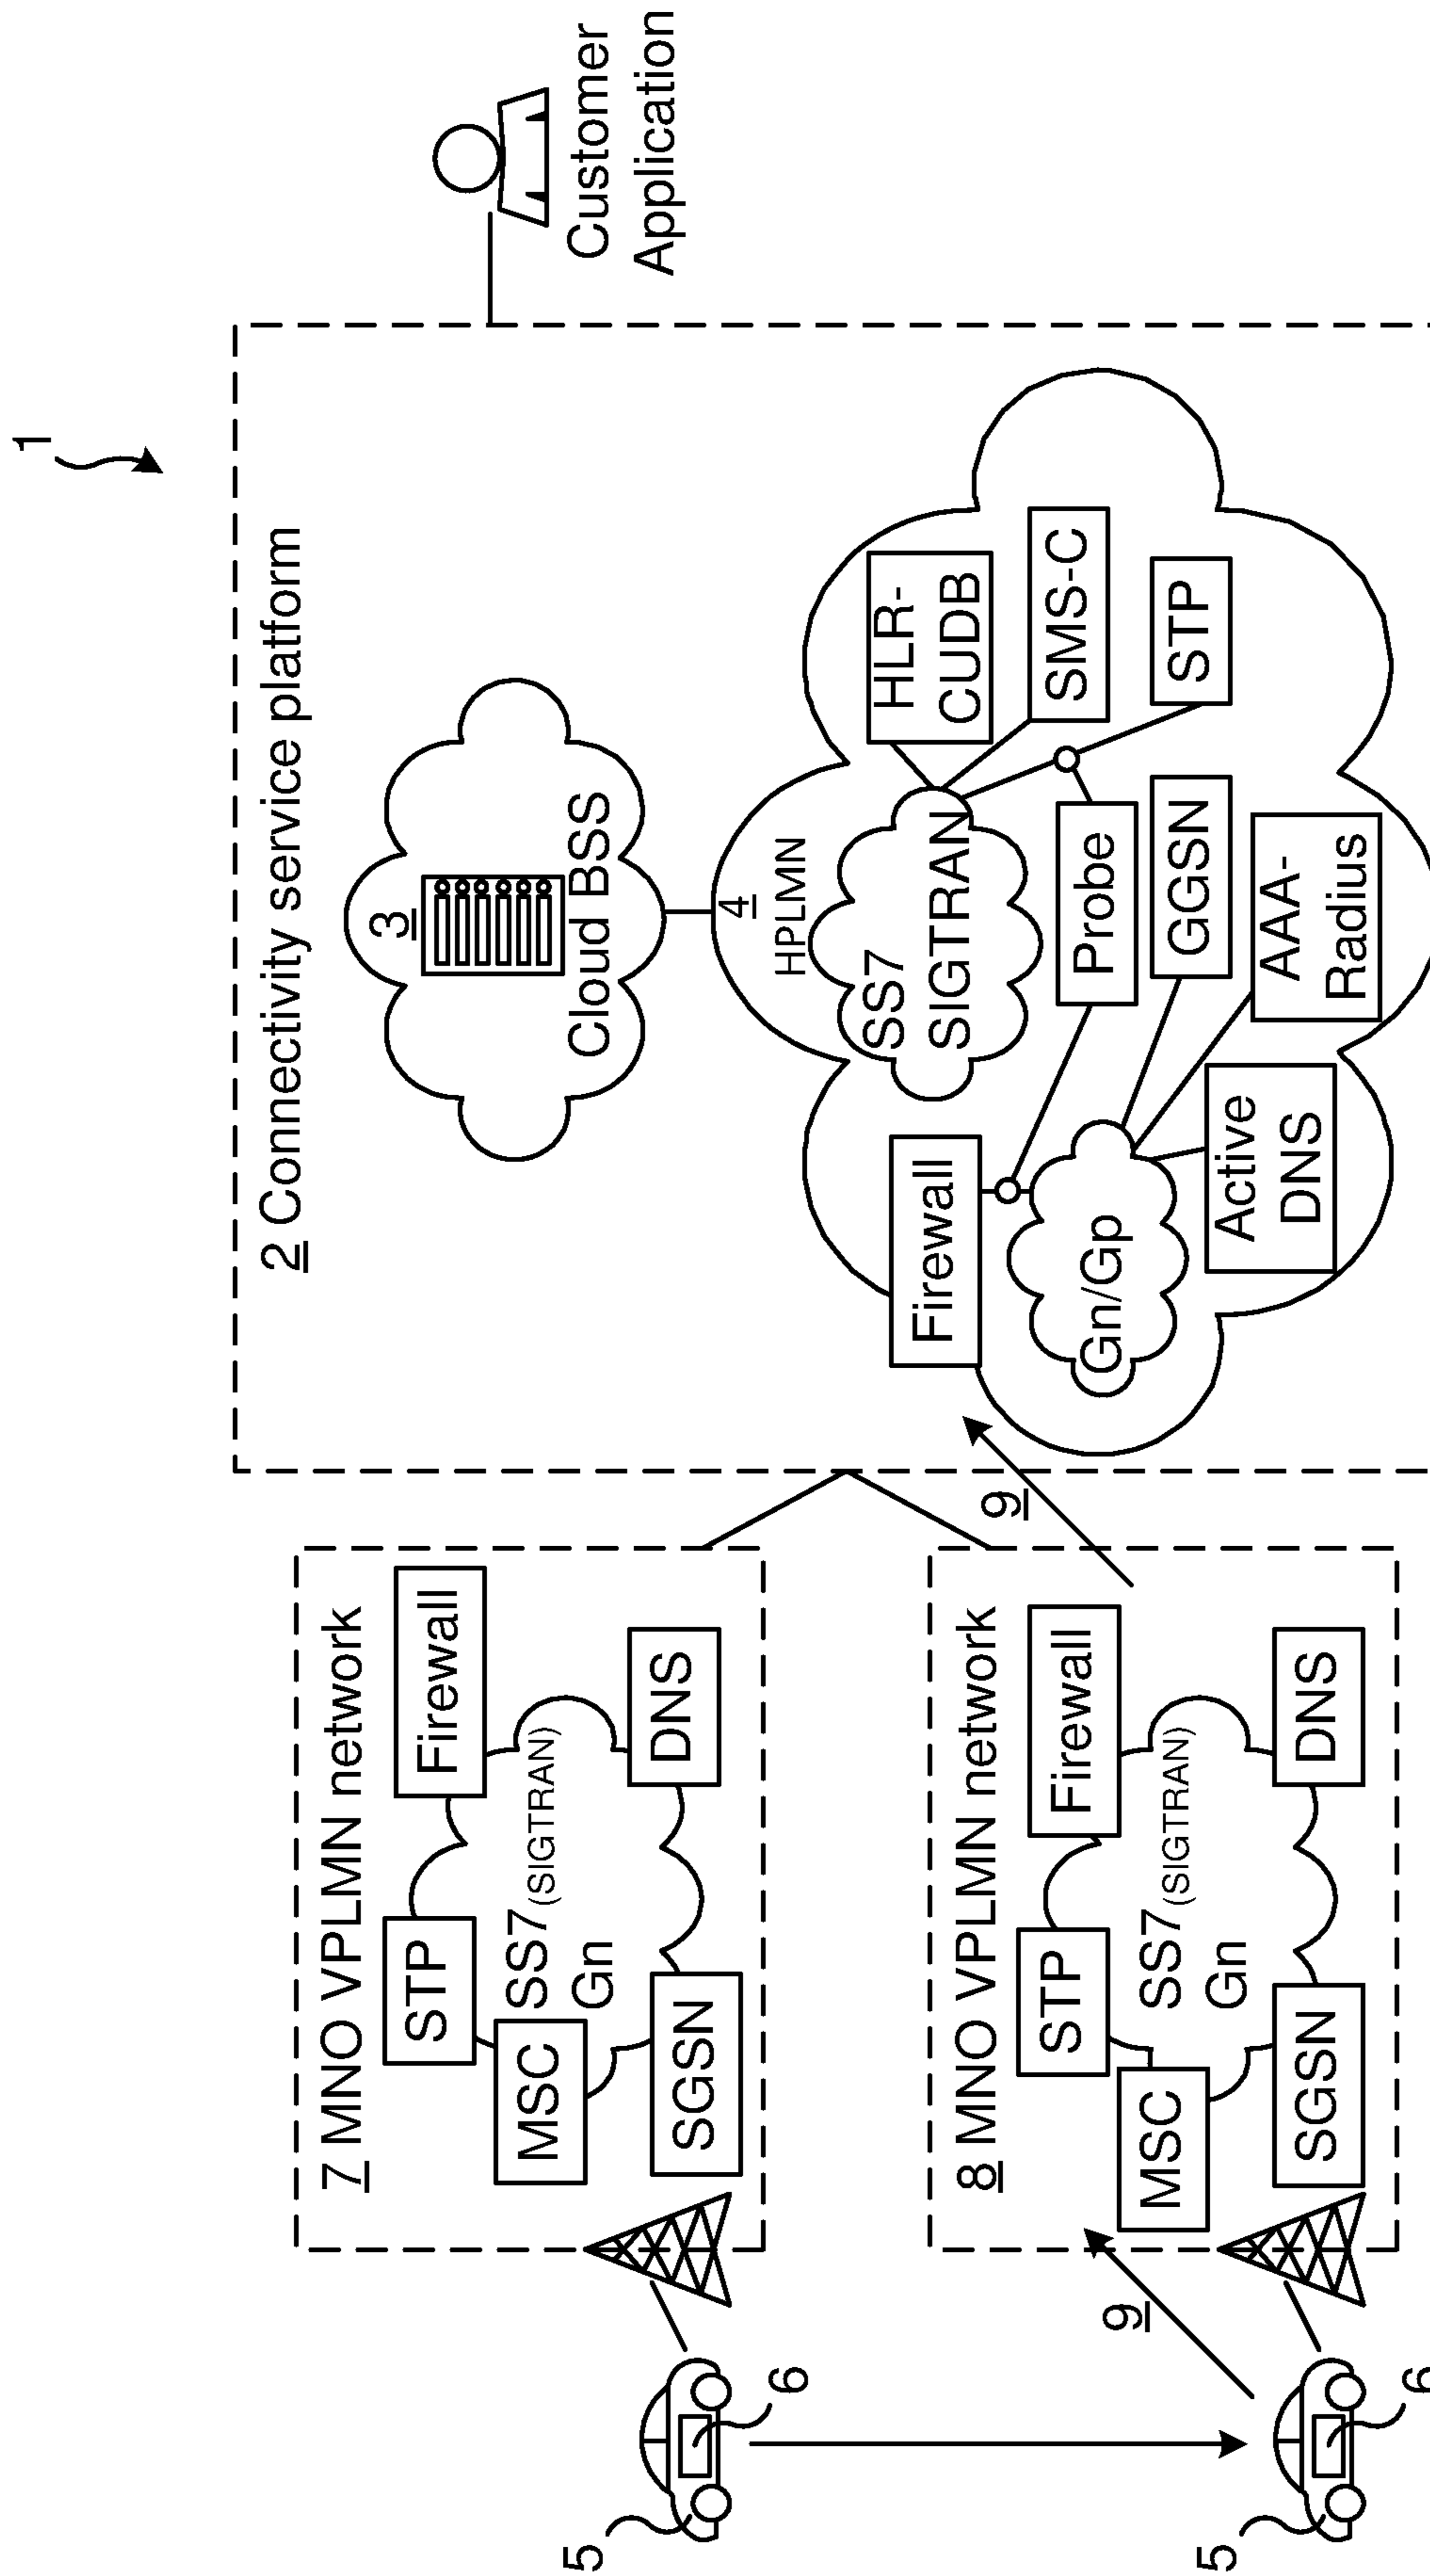 1
2 Connectivity service platform
3
Cloud BSS
Customer
Application
4
HPLMN
SS7
SIGTRAN
HLR-
CUDB
SMS-C
STP
Probe
GGSN
AAA-
Radius
Active
DNS
Firewall
Gn/Gp
9
7 MNO VPLMN network
Firewall
STP
MSC
SS7(SIGTRAN)
Gn
DNS
SGSN
8 MNO VPLMN network
Firewall
STP
MSC
SS7(SIGTRAN)
Gn
DNS
SGSN
9
5
6
5
6